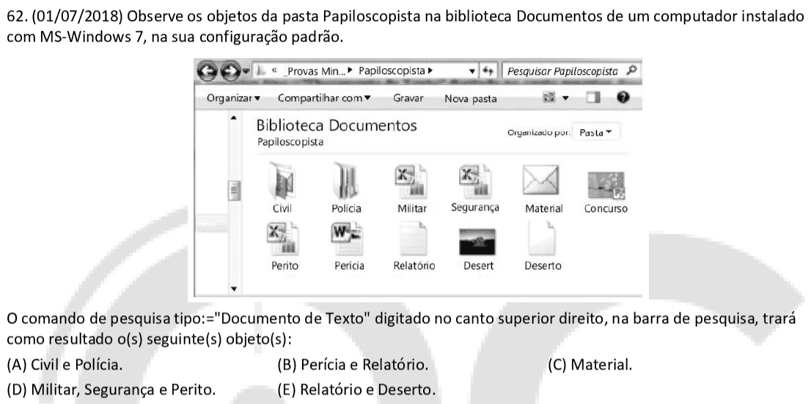 62. (01/07/2018) Observe os objetos da pasta Papiloscopista na biblioteca Documentos de um computador instalado
com MS-Windows 7, na sua configuração padrão.
« _Provas Min... Papiloscopista Pesquisar Papiloscopista
Organizar Compartilhar com Gravar Nova pasta
Biblioteca Documentos
Papiloscopista
Organizado por: Pasta
Civil Polícia Militar Segurança Material Concurso
Perito Perícia Relatório Desert Deserto
O comando de pesquisa tipo:="Documento de Texto" digitado no canto superior direito, na barra de pesquisa, trará
como resultado o(s) seguinte(s) objeto(s):
(A) Civil e Polícia. (B) Perícia e Relatório. (C) Material.
(D) Militar, Segurança e Perito. (E) Relatório e Deserto.